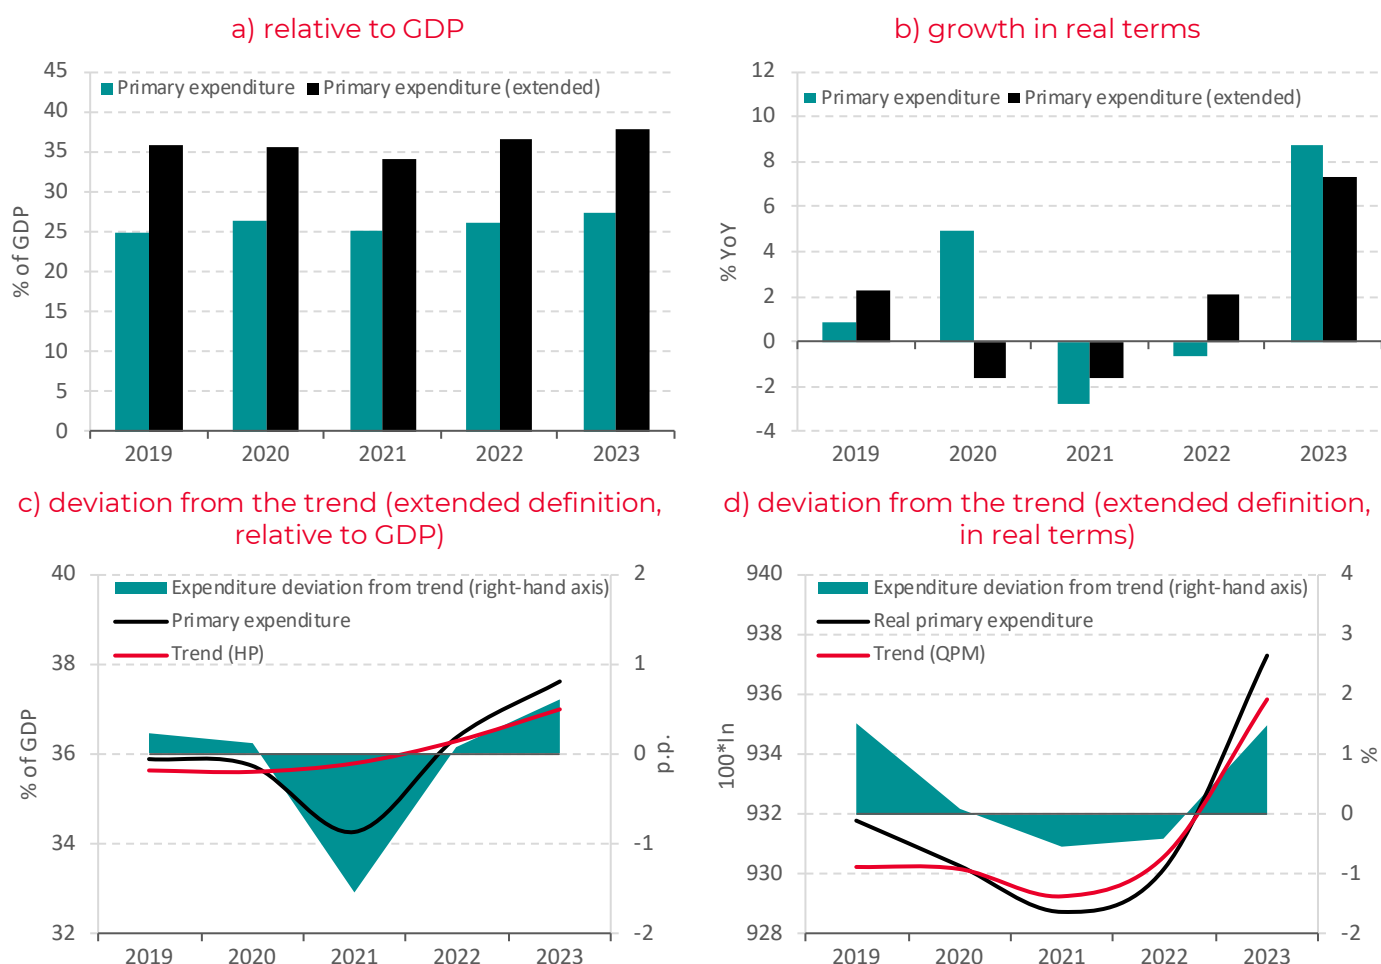 a) relative to GDP
45
40
35
30
25
20
15
10
5
0
% of GDP
Primary expenditure
Primary expenditure (extended)
2019 2020 2021 2022 2023
b) growth in real terms
12
10
8
6
4
2
0
-2
-4
% YoY
Primary expenditure
Primary expenditure (extended)
2019 2020 2021 2022 2023
c) deviation from the trend (extended definition,
relative to GDP)
40
38
36
34
32
% of GDP
Expenditure deviation from trend (right-hand axis)
Primary expenditure
Trend (HP)
2
1
0
-1
-2
p.p.
2019 2020 2021 2022 2023
d) deviation from the trend (extended definition,
in real terms)
940
938
936
934
932
930
928
100*ln
Expenditure deviation from trend (right-hand axis)
Real primary expenditure
Trend (QPM)
4
3
2
1
0
-1
-2
%
2019 2020 2021 2022 2023